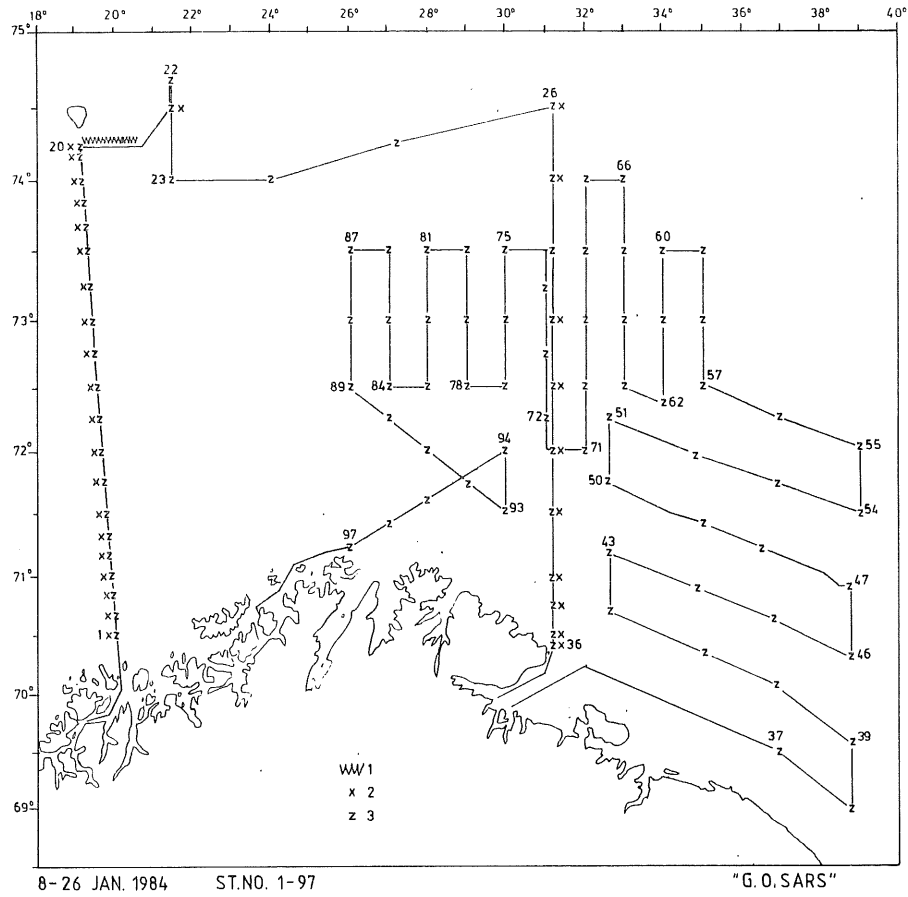 18° 20° 22° 24° 26° 28° 30° 32° 34° 36° 38° 40°
75°
22
z
z x
26
z x
20 x z
x z
z
74°
23 z
z
x z
z x
z
66
z
x z
x z
x z
87
z
z
81
z
z
75
z
z
z
z
60
z
z
x z
z
73°
x z
z
z
z
z
z
z x
z
z
z
z
x z
z
x z
89 z
84 z
z
78 z
z
z x
z
z
57
z
62
z
x z
z
72 z
51
z
z
72°
x z
z
94
z
z x
z 71
z
55
z
x z
z
50 z
z
x z
z
z
93
z x
z
54
z
x z
97
z
43
z
z
x z
71°
x z
z x
z
47
z
x z
z x
z
z
x z
1 x z
z x
z x 36
z
46
z
70°
z
39
z
37
z
69°
z
1
x 2
z 3
8-26 JAN. 1984 ST.NO. 1-97 "G.O. SARS"